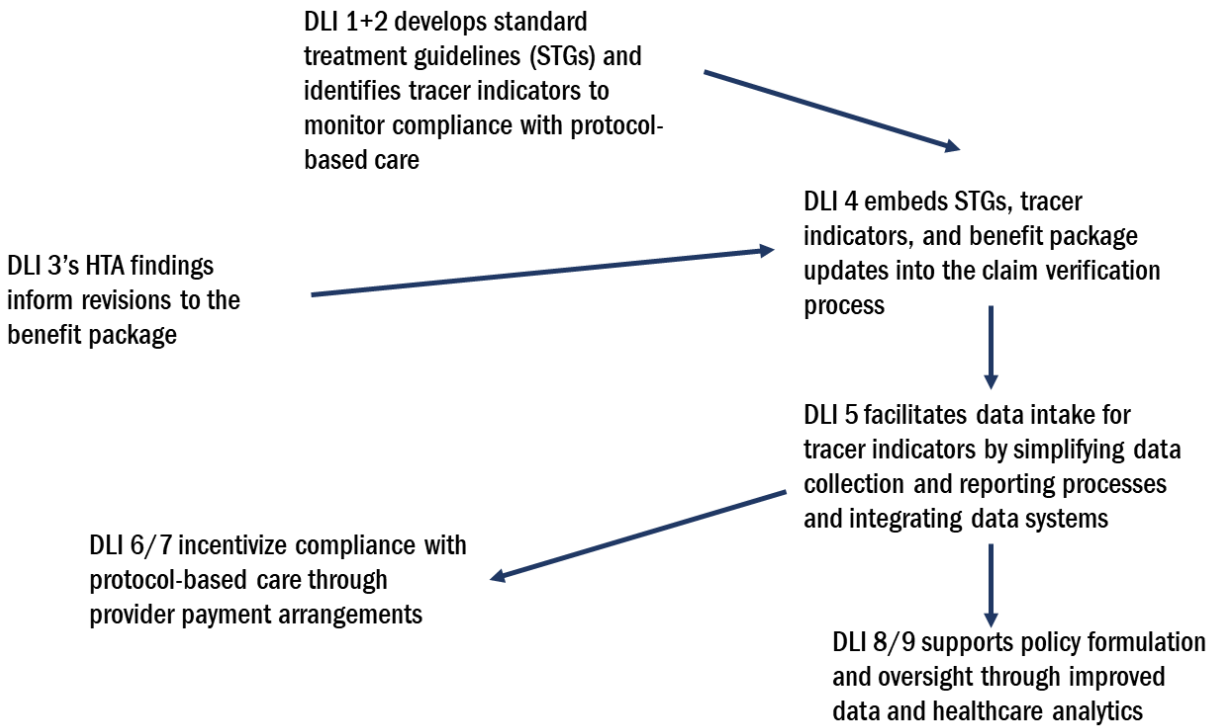 DLI 1+2 develops standard
treatment guidelines (STGs) and
identifies tracer indicators to
monitor compliance with protocol-
based care
DLI 4 embeds STGs, tracer
indicators, and benefit package
updates into the claim verification
process
DLI 3’s HTA findings
inform revisions to the
benefit package
DLI 5 facilitates data intake for
tracer indicators by simplifying data
collection and reporting processes
and integrating data systems
DLI 6/7 incentivize compliance with
protocol-based care through
provider payment arrangements
DLI 8/9 supports policy formulation
and oversight through improved
data and healthcare analytics